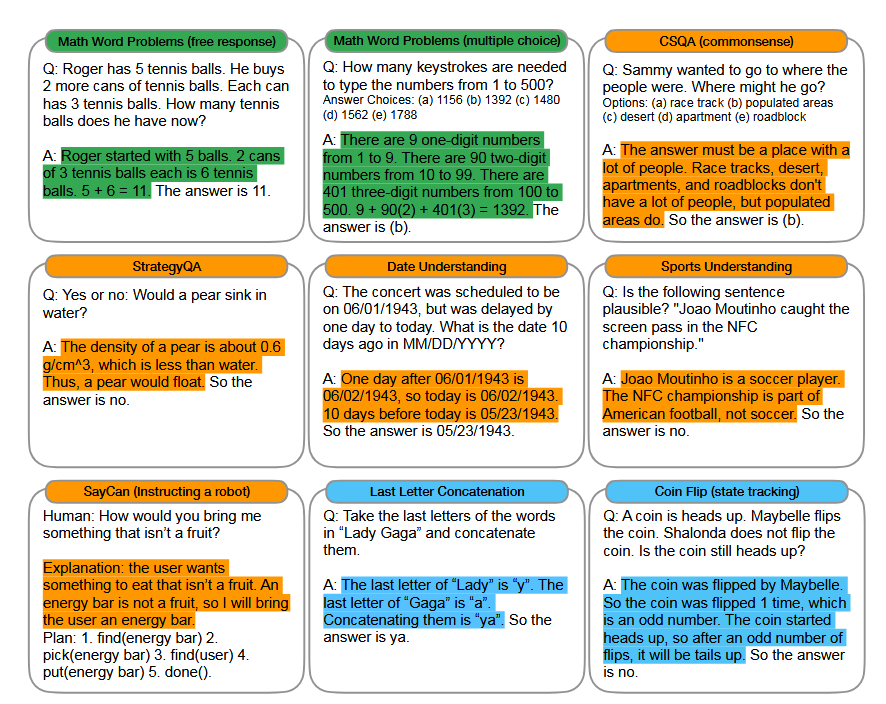 Math Word Problems (free response)
Q: Roger has 5 tennis balls. He buys
2 more cans of tennis balls. Each can
has 3 tennis balls. How many tennis
balls does he have now?
A: Roger started with 5 balls. 2 cans
of 3 tennis balls each is 6 tennis
balls. 5 + 6 = 11. The answer is 11.
Math Word Problems (multiple choice)
Q: How many keystrokes are needed
to type the numbers from 1 to 500?
Answer Choices: (a) 1156 (b) 1392 (c) 1480
(d) 1562 (e) 1788
A: There are 9 one-digit numbers
from 1 to 9. There are 90 two-digit
numbers from 10 to 99. There are
401 three-digit numbers from 100 to
500. 9 + 90(2) + 401(3) = 1392. The
answer is (b).
CSQA (commonsense)
Q: Sammy wanted to go to where the
people were. Where might he go?
Options: (a) race track (b) populated areas
(c) desert (d) apartment (e) roadblock
A: The answer must be a place with a
lot of people. Race tracks, desert,
apartments, and roadblocks don't
have a lot of people, but populated
areas do. So the answer is (b).
StrategyQA
Q: Yes or no: Would a pear sink in
water?
A: The density of a pear is about 0.6
g/cm^3, which is less than water.
Thus, a pear would float. So the
answer is no.
Date Understanding
Q: The concert was scheduled to be
on 06/01/1943, but was delayed by
one day to today. What is the date 10
days ago in MM/DD/YYYY?
A: One day after 06/01/1943 is
06/02/1943, so today is 06/02/1943.
10 days before today is 05/23/1943.
So the answer is 05/23/1943.
Sports Understanding
Q: Is the following sentence
plausible? "Joao Moutinho caught the
screen pass in the NFC
championship."
A: Joao Moutinho is a soccer player.
The NFC championship is part of
American football, not soccer. So the
answer is no.
SayCan (Instructing a robot)
Human: How would you bring me
something that isn't a fruit?
Explanation: the user wants
something to eat that isn't a fruit. An
energy bar is not a fruit, so I will bring
the user an energy bar.
Plan: 1. find(energy bar) 2.
pick(energy bar) 3. find(user) 4.
put(energy bar) 5. done().
Last Letter Concatenation
Q: Take the last letters of the words
in “Lady Gaga” and concatenate
them.
A: The last letter of “Lady” is “y”. The
last letter of “Gaga” is “a”.
Concatenating them is “ya”. So the
answer is ya.
Coin Flip (state tracking)
Q: A coin is heads up. Maybelle flips
the coin. Shalonda does not flip the
coin. Is the coin still heads up?
A: The coin was flipped by Maybelle.
So the coin was flipped 1 time, which
is an odd number. The coin started
heads up, so after an odd number of
flips, it will be tails up. So the answer
is no.